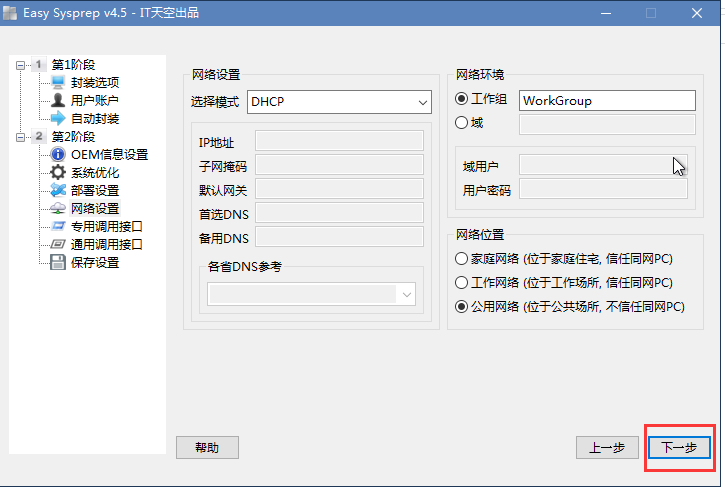 Easy Sysprep v4.5 - IT天空出品
1 第1阶段
封装选项
用户账户
自动封装
2 第2阶段
OEM信息设置
系统优化
部署设置
网络设置
专用调用接口
通用调用接口
保存设置
网络设置
选择模式 DHCP
IP地址
子网掩码
默认网关
首选DNS
备用DNS
各省DNS参考
网络环境
工作组 WorkGroup
域
域用户
用户密码
网络位置
家庭网络 (位于家庭住宅, 信任同网PC)
工作网络 (位于工作场所, 信任同网PC)
公用网络 (位于公共场所, 不信任同网PC)
帮助
上一步
下一步